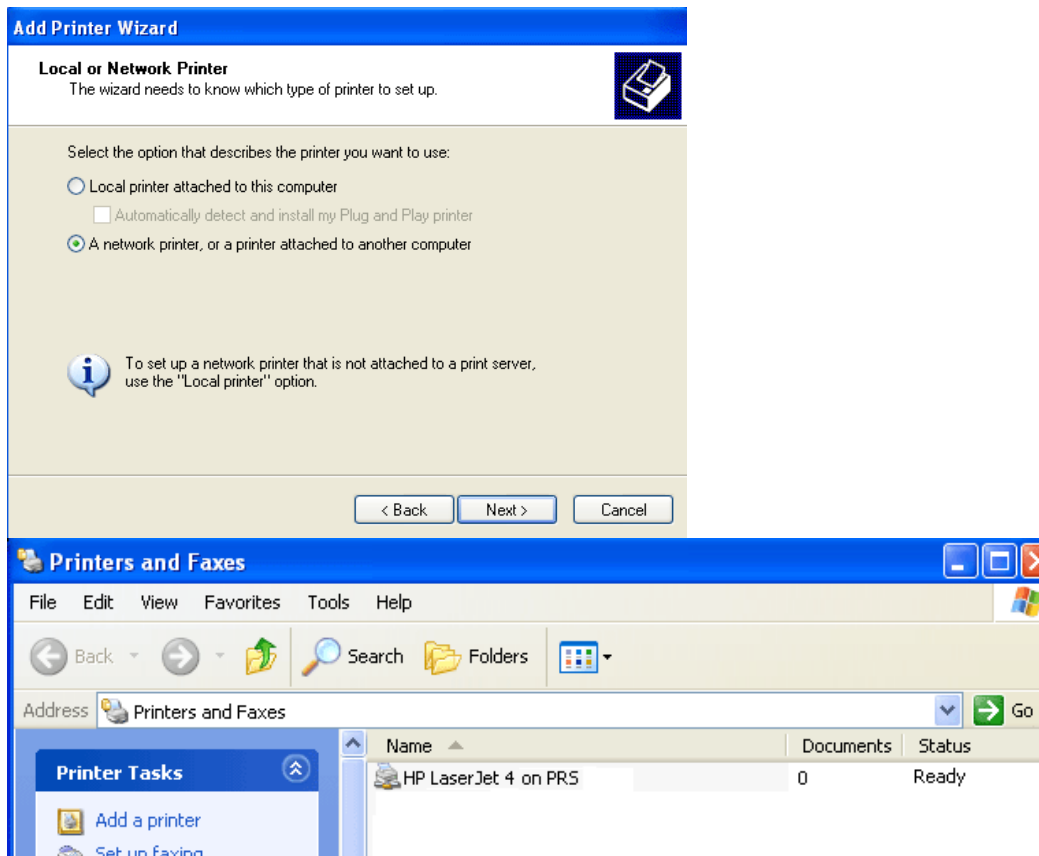 Add Printer Wizard
Local or Network Printer
The wizard needs to know which type of printer to set up.
Select the option that describes the printer you want to use:
Local printer attached to this computer
Automatically detect and install my Plug and Play printer
A network printer, or a printer attached to another computer
To set up a network printer that is not attached to a print server,
use the "Local printer" option.
< Back Next > Cancel
Printers and Faxes
File Edit View Favorites Tools Help
Back Search Folders
Address Printers and Faxes Go
Name Documents Status
Printer Tasks
HP LaserJet 4 on PRS 0 Ready
Add a printer
Set up faxing